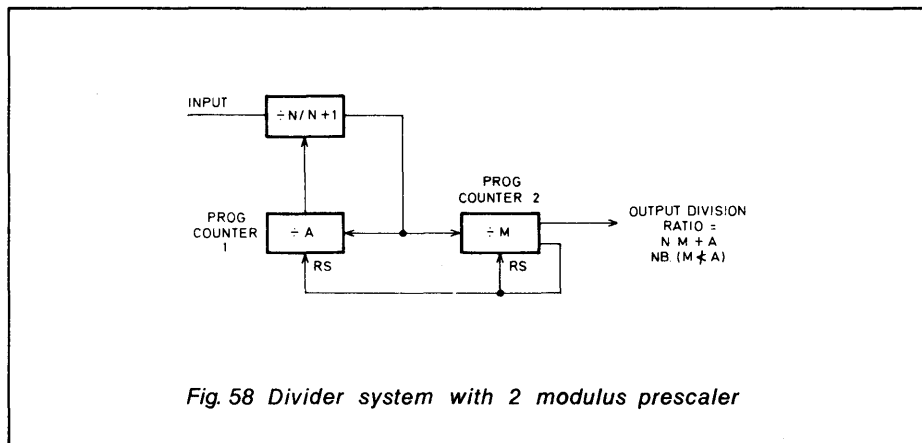 INPUT
÷N/N+1
PROG
COUNTER 2
PROG
COUNTER
1
÷A
÷M
RS
RS
OUTPUT DIVISION
RATIO =
N M + A
NB. (M ≮ A)
Fig. 58 Divider system with 2 modulus prescaler